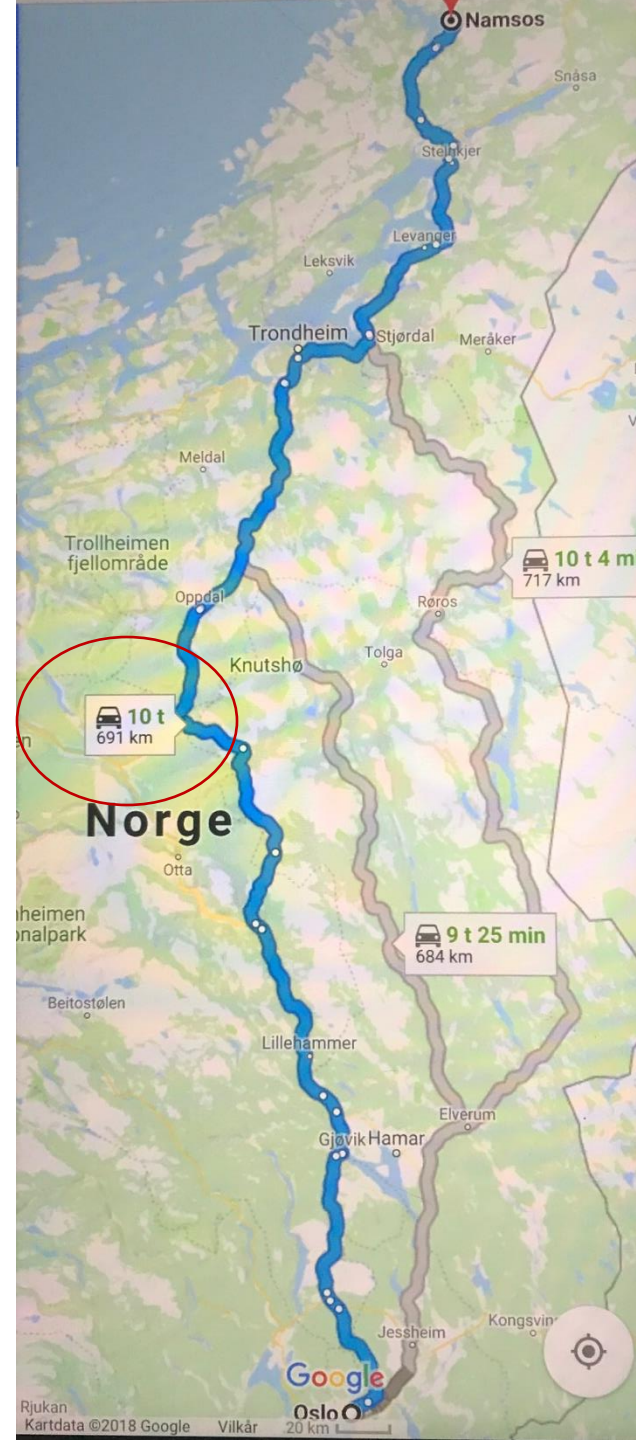 Namsos
Snåsa
Steinkjer
Levanger
Leksvik
Trondheim
Stjørdal
Meråker
Meldal
Trollheimen
fjellområde
10 t 4 m
717 km
Oppdal
Røros
Tolga
Knutshø
10 t
691 km
Norge
Otta
heimen
onalpark
9 t 25 min
684 km
Beitostølen
Lillehammer
Elverum
Gjøvik
Hamar
Jessheim
Kongsvin
Google
Rjukan
Oslo
Kartdata ©2018 Google Vilkår 20 km